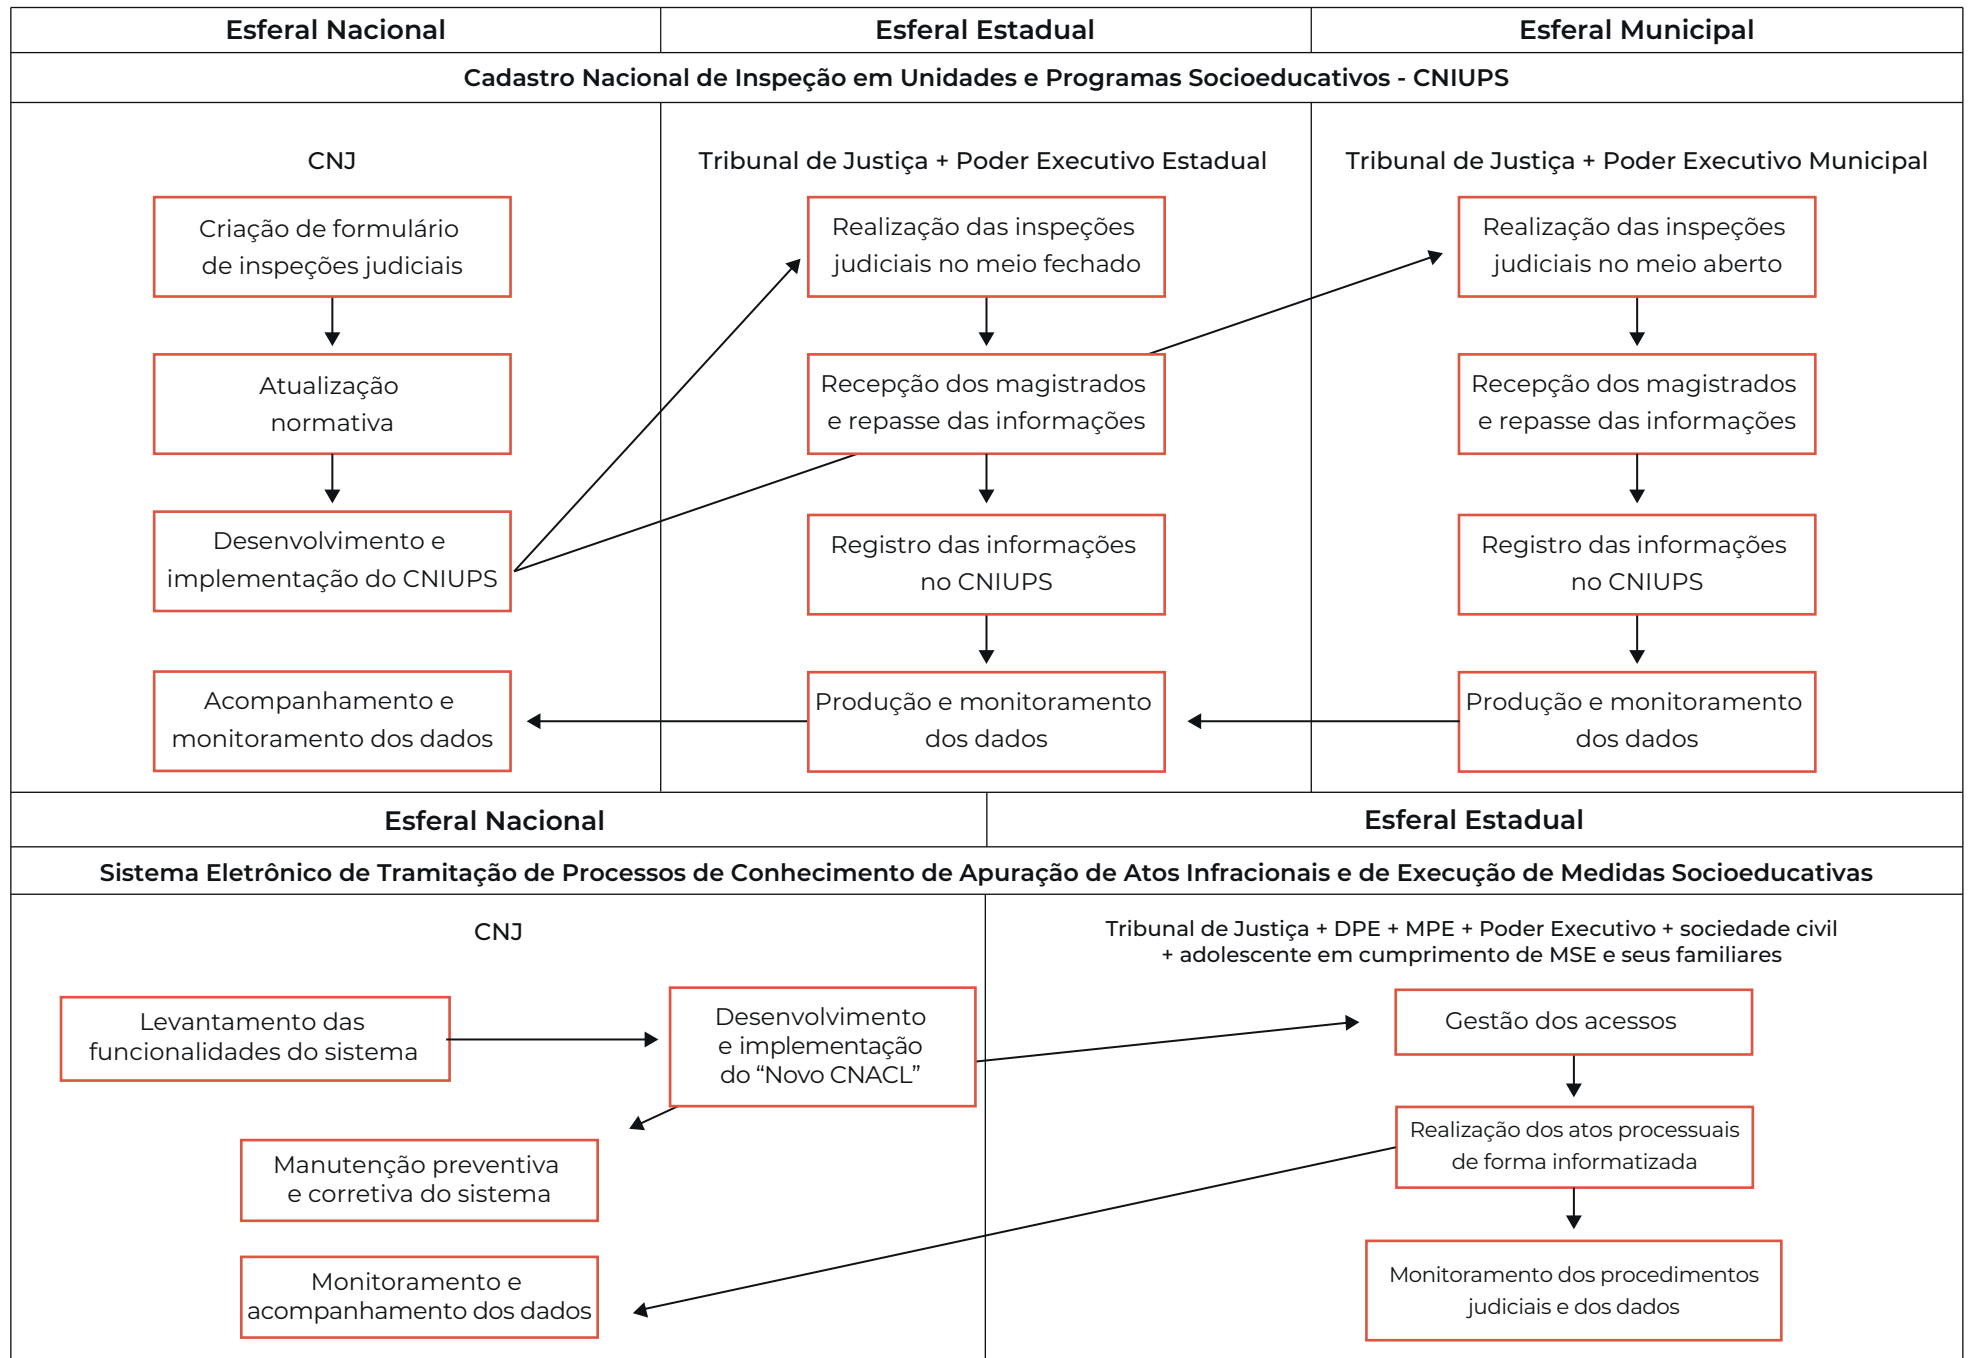 Esferal Nacional
Esferal Estadual
Esferal Municipal
Cadastro Nacional de Inspeção em Unidades e Programas Socioeducativos - CNIUPS
CNJ
Criação de formulário
de inspeções judiciais
Atualização
normativa
Desenvolvimento e
implementação do CNIUPS
Acompanhamento e
monitoramento dos dados
Tribunal de Justiça + Poder Executivo Estadual
Realização das inspeções
judiciais no meio fechado
Recepção dos magistrados
e repasse das informações
Registro das informações
no CNIUPS
Produção e monitoramento
dos dados
Tribunal de Justiça + Poder Executivo Municipal
Realização das inspeções
judiciais no meio aberto
Recepção dos magistrados
e repasse das informações
Registro das informações
no CNIUPS
Produção e monitoramento
dos dados
Esferal Nacional
Esferal Estadual
Sistema Eletrônico de Tramitação de Processos de Conhecimento de Apuração de Atos Infracionais e de Execução de Medidas Socioeducativas
CNJ
Levantamento das
funcionalidades do sistema
Desenvolvimento
e implementação
do “Novo CNACL”
Manutenção preventiva
e corretiva do sistema
Monitoramento e
acompanhamento dos dados
Tribunal de Justiça + DPE + MPE + Poder Executivo + sociedade civil
+ adolescente em cumprimento de MSE e seus familiares
Gestão dos acessos
Realização dos atos processuais
de forma informatizada
Monitoramento dos procedimentos
judiciais e dos dados